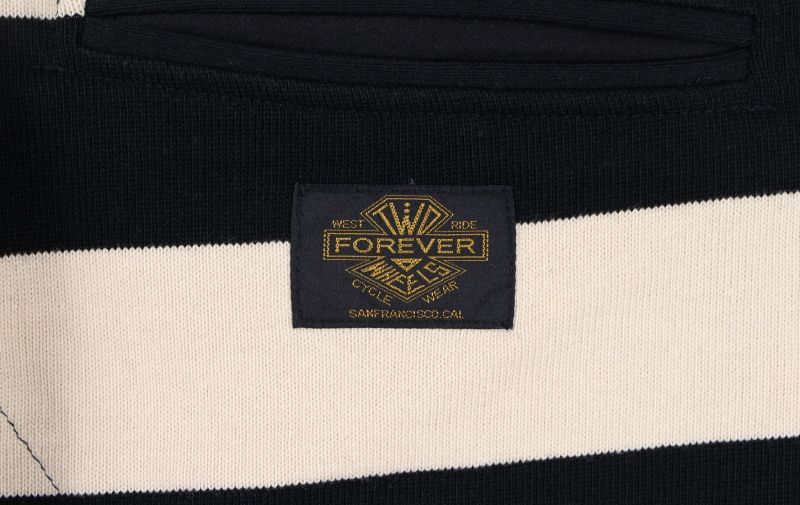 TWO
WEST RIDE
FOREVER
WHEELS
CYCLE WEAR
SANFRANCISCO.CAL